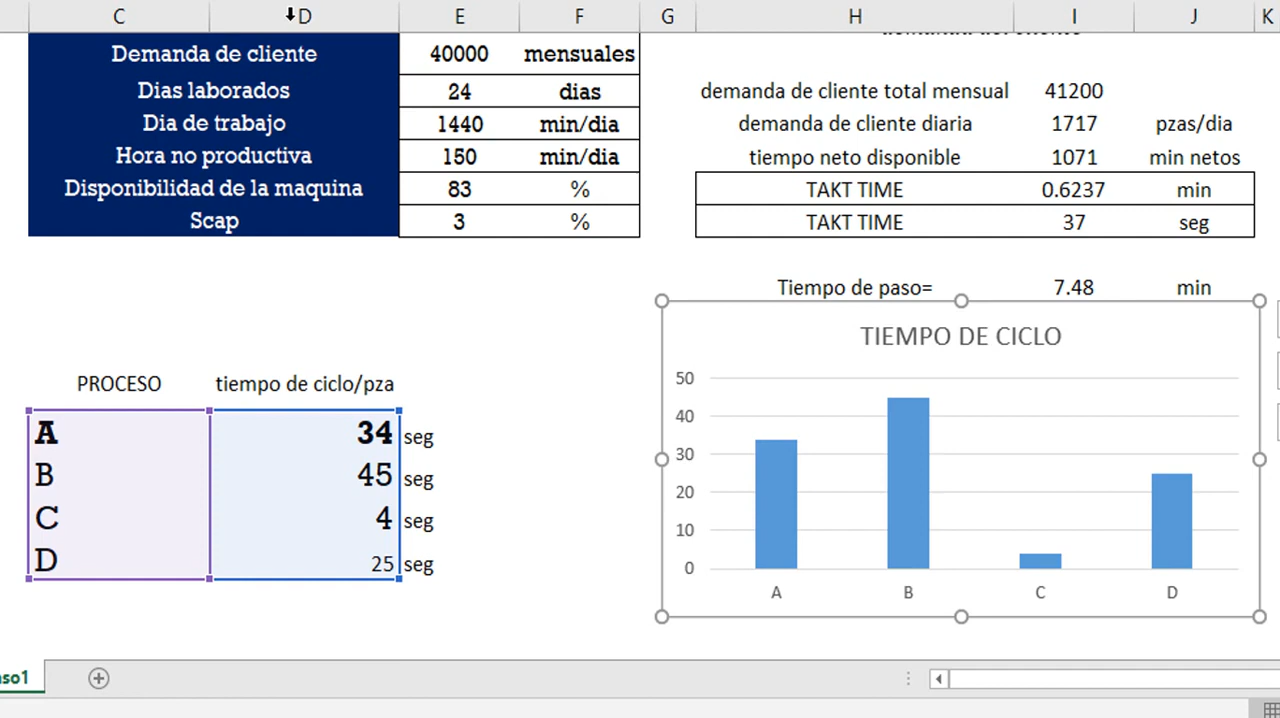 C D E F G H I J K
Demanda de cliente 40000 mensuales
Dias laborados 24 dias demanda de cliente total mensual 41200
Dia de trabajo 1440 min/dia demanda de cliente diaria 1717 pzas/dia
Hora no productiva 150 min/dia tiempo neto disponible 1071 min netos
Disponibilidad de la maquina 83 % TAKT TIME 0.6237 min
Scap 3 % TAKT TIME 37 seg
Tiempo de paso= 7.48 min
TIEMPO DE CICLO
PROCESO tiempo de ciclo/pza
A 34 seg
B 45 seg
C 4 seg
D 25 seg
50
40
30
20
10
0
A B C D
aso1